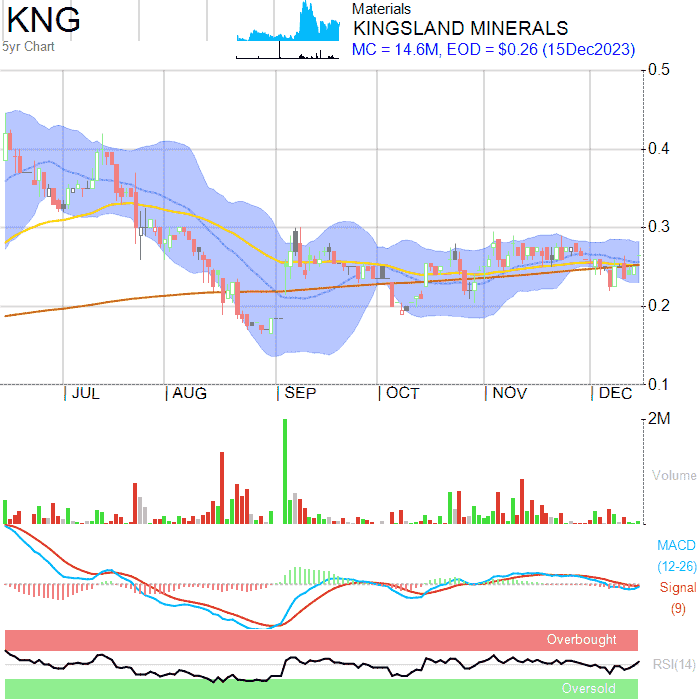 KNG
5yr Chart
Materials
KINGSLAND MINERALS
MC = 14.6M, EOD = $0.26 (15Dec2023)
0.5
0.4
0.3
0.2
0.1
JUL AUG SEP OCT NOV DEC
2M
Volume
MACD
(12-26)
Signal
(9)
Overbought
RSI(14)
Oversold